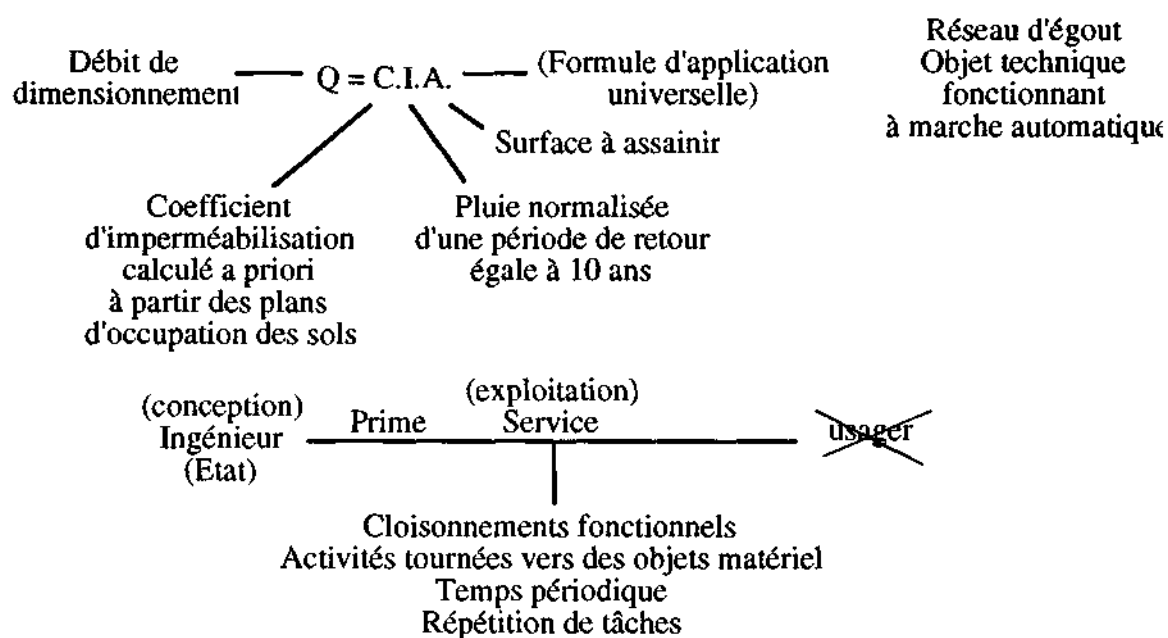 Débit de
dimensionnement
Q = C.I.A.
(Formule d'application
universelle)
Réseau d'égout
Objet technique
fonctionnant
à marche automatique
Surface à assainir
Coefficient
d'imperméabilisation
calculé a priori
à partir des plans
d'occupation des sols
Pluie normalisée
d'une période de retour
égale à 10 ans
(conception)
Ingénieur
(Etat)
Prime
(exploitation)
Service
usager
Cloisonnements fonctionnels
Activités tournées vers des objets matériel
Temps périodique
Répétition de tâches